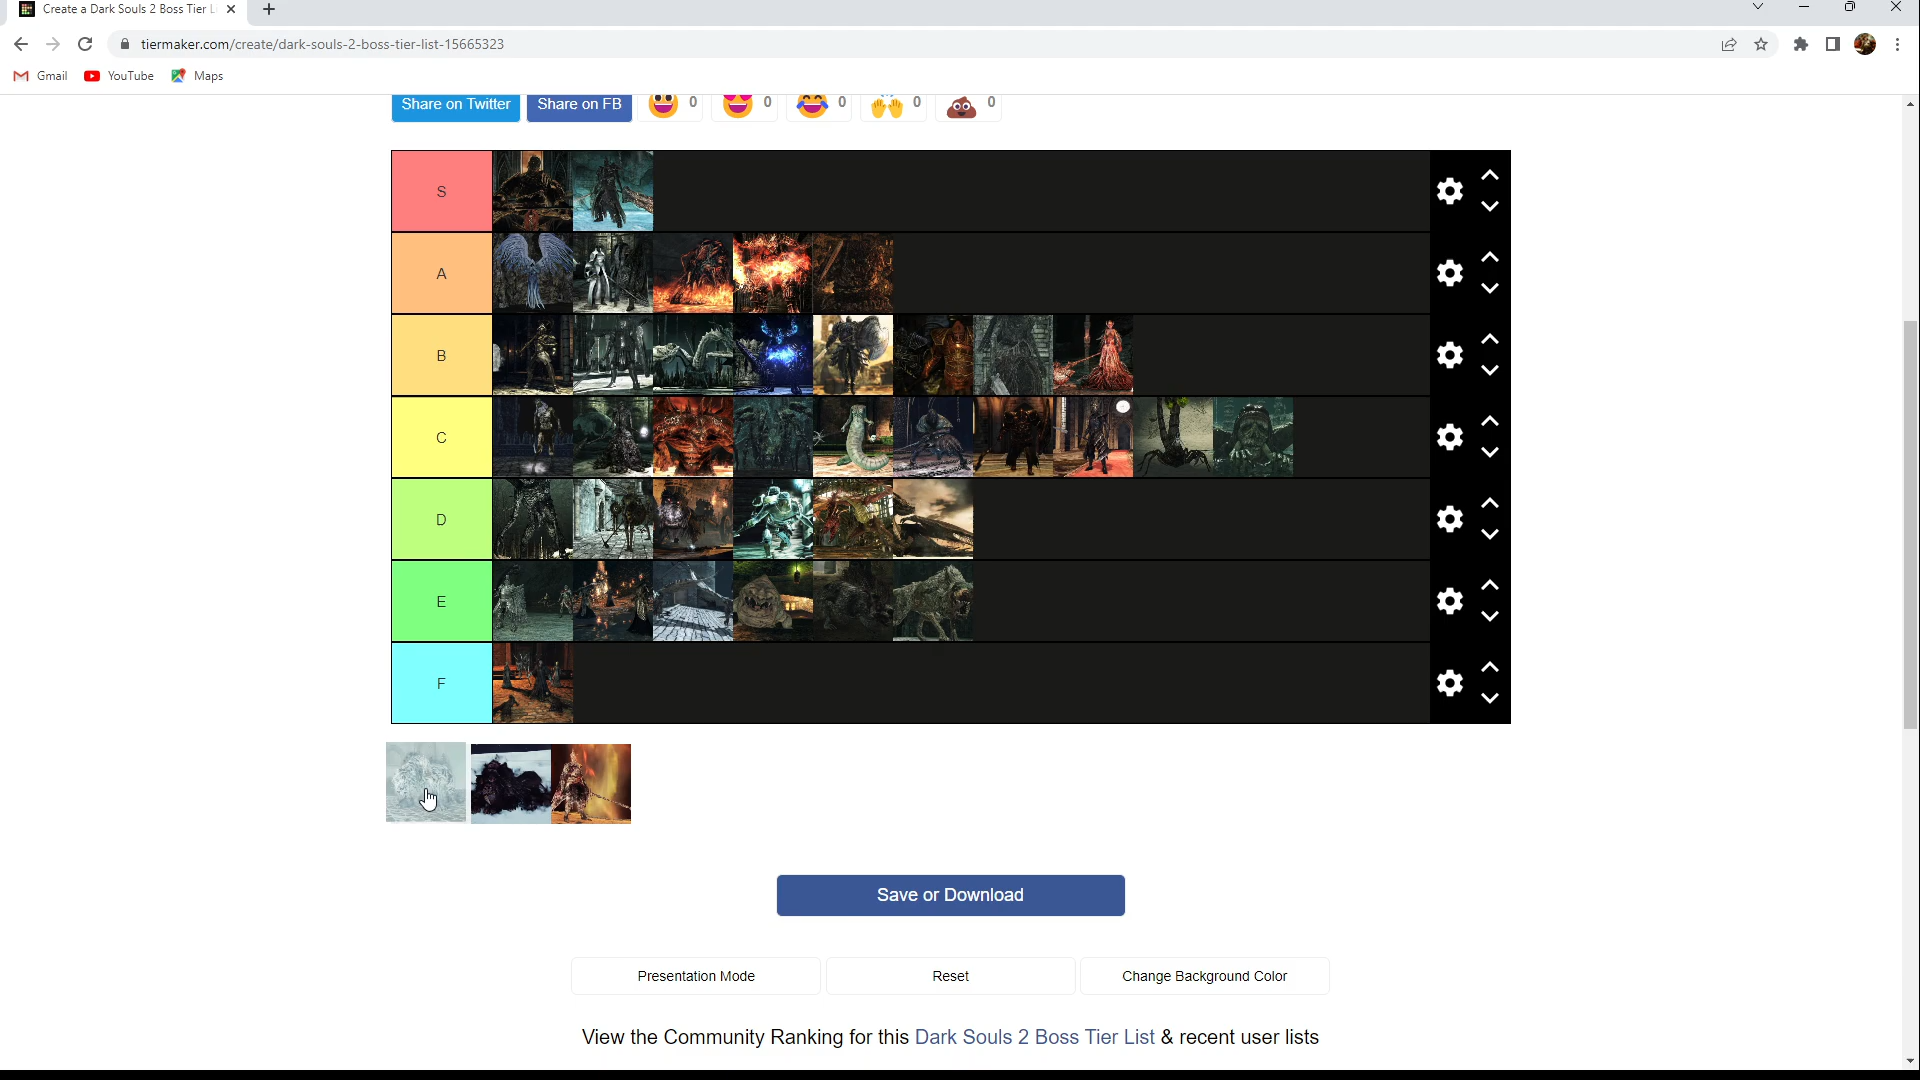 Create a Dark Souls 2 Boss Tier L
tiermaker.com/create/dark-souls-2-boss-tier-list-15665323
Gmail YouTube Maps
Share on Twitter Share on FB 0 0 0 0 0
S
A
B
C
D
E
F
Save or Download
Presentation Mode Reset Change Background Color
View the Community Ranking for this Dark Souls 2 Boss Tier List & recent user lists